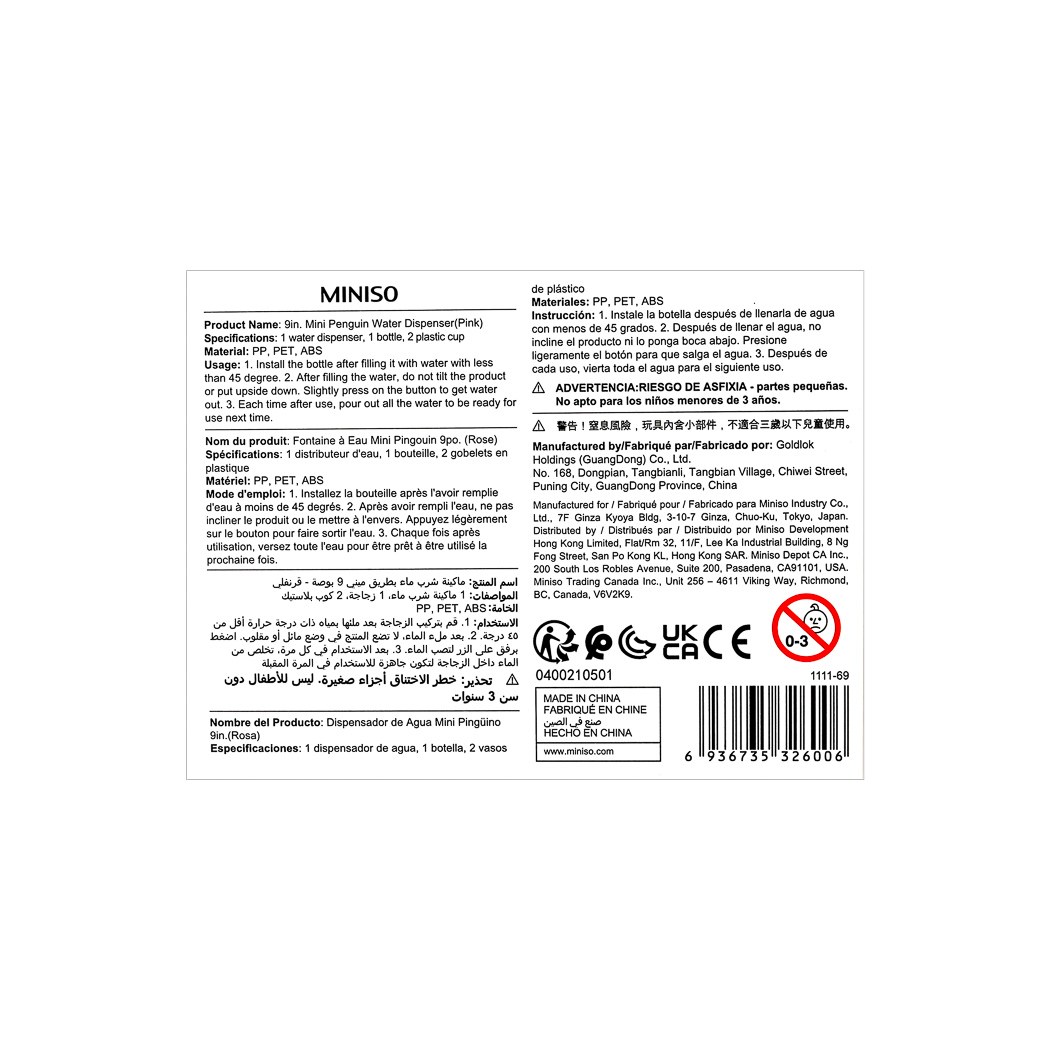 MINISO
Product Name: 9in. Mini Penguin Water Dispenser(Pink)
Specifications: 1 water dispenser, 1 bottle, 2 plastic cup
Material: PP, PET, ABS
Usage: 1. Install the bottle after filling it with water with less
than 45 degree. 2. After filling the water, do not tilt the product
or put upside down. Slightly press on the button to get water
out. 3. Each time after use, pour out all the water to be ready for
use next time.
Nom du produit: Fontaine à Eau Mini Pingouin 9po. (Rose)
Spécifications: 1 distributeur d'eau, 1 bouteille, 2 gobelets en
plastique
Matériel: PP, PET, ABS
Mode d'emploi: 1. Installez la bouteille après l'avoir remplie
d'eau à moins de 45 degrés. 2. Après avoir rempli l'eau, ne pas
incliner le produit ou le mettre à l'envers. Appuyez légèrement
sur le bouton pour faire sortir l'eau. 3. Chaque fois après
utilisation, versez toute l'eau pour être prêt à être utilisé la
prochaine fois.
اسم المنتج: ماكينة شرب ماء بطريق ميني 9 بوصة - قرنفلي
المواصفات: 1 ماكينة شرب ماء، 1 زجاجة، 2 كوب بلاستيك
الخامة: PP, PET, ABS
الاستخدام: 1. قم بتركيب الزجاجة بعد ملئها بمياه ذات درجة حرارة أقل من
٤٥ درجة. 2. بعد ملء الماء، لا تضع المنتج في وضع مائل أو مقلوب. اضغط
برفق على الزر لتصب الماء. 3. بعد الاستخدام في كل مرة، تخلص من
الماء داخل الزجاجة لتكون جاهزة للاستخدام في المرة المقبلة
تحذير: خطر الاختناق أجزاء صغيرة. ليس للأطفال دون
سن 3 سنوات
Nombre del Producto: Dispensador de Agua Mini Pingüino
9in.(Rosa)
Especificaciones: 1 dispensador de agua, 1 botella, 2 vasos
de plástico
Materiales: PP, PET, ABS
Instrucción: 1. Instale la botella después de llenarla de agua
con menos de 45 grados. 2. Después de llenar el agua, no
incline el producto ni lo ponga boca abajo. Presione
ligeramente el botón para que salga el agua. 3. Después de
cada uso, vierta toda el agua para el siguiente uso.
ADVERTENCIA:RIESGO DE ASFIXIA - partes pequeñas.
No apto para los niños menores de 3 años.
警告！窒息風險，玩具內含小部件，不適合三歲以下兒童使用。
Manufactured by/Fabriqué par/Fabricado por: Goldlok
Holdings (GuangDong) Co., Ltd.
No. 168, Dongpian, Tangbianli, Tangbian Village, Chiwei Street,
Puning City, GuangDong Province, China
Manufactured for / Fabriqué pour / Fabricado para Miniso Industry Co.,
Ltd., 7F Ginza Kyoya Bldg, 3-10-7 Ginza, Chuo-Ku, Tokyo, Japan.
Distributed by / Distribués par / Distribuido por Miniso Development
Hong Kong Limited, Flat/Rm 32, 11/F, Lee Ka Industrial Building, 8 Ng
Fong Street, San Po Kong KL, Hong Kong SAR. Miniso Depot CA Inc.,
200 South Los Robles Avenue, Suite 200, Pasadena, CA91101, USA.
Miniso Trading Canada Inc., Unit 256 – 4611 Viking Way, Richmond,
BC, Canada, V6V2K9.
UK
CA CE
0-3
0400210501
1111-69
MADE IN CHINA
FABRIQUÉ EN CHINE
صنع في الصين
HECHO EN CHINA
www.miniso.com
6 936735 326006